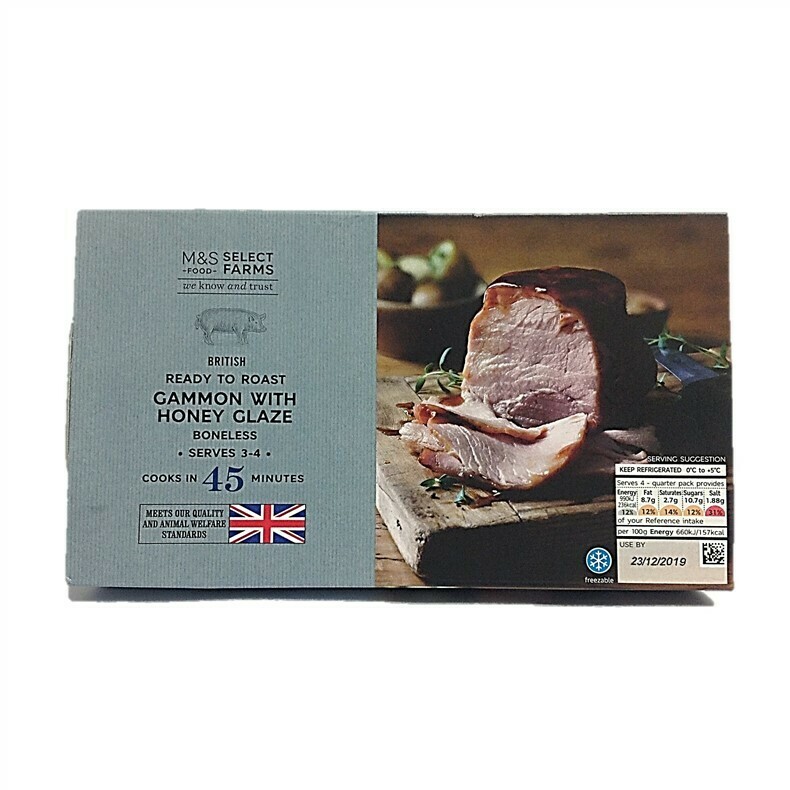 M&S SELECT
-FOOD- FARMS
we know and trust
BRITISH
READY TO ROAST
GAMMON WITH
HONEY GLAZE
BONELESS
• SERVES 3-4 •
COOKS IN 45 MINUTES
MEETS OUR QUALITY
AND ANIMAL WELFARE
STANDARDS
SERVING SUGGESTION
KEEP REFRIGERATED 0°C to +5°C
Serves 4 - quarter pack provides
Energy Fat Saturates Sugars Salt
990kJ 8.7g 2.7g 10.7g 1.88g
236kcal
12% 12% 14% 12% 31%
of your Reference intake
per 100g Energy 660kJ/157kcal
USE BY
23/12/2019
freezable